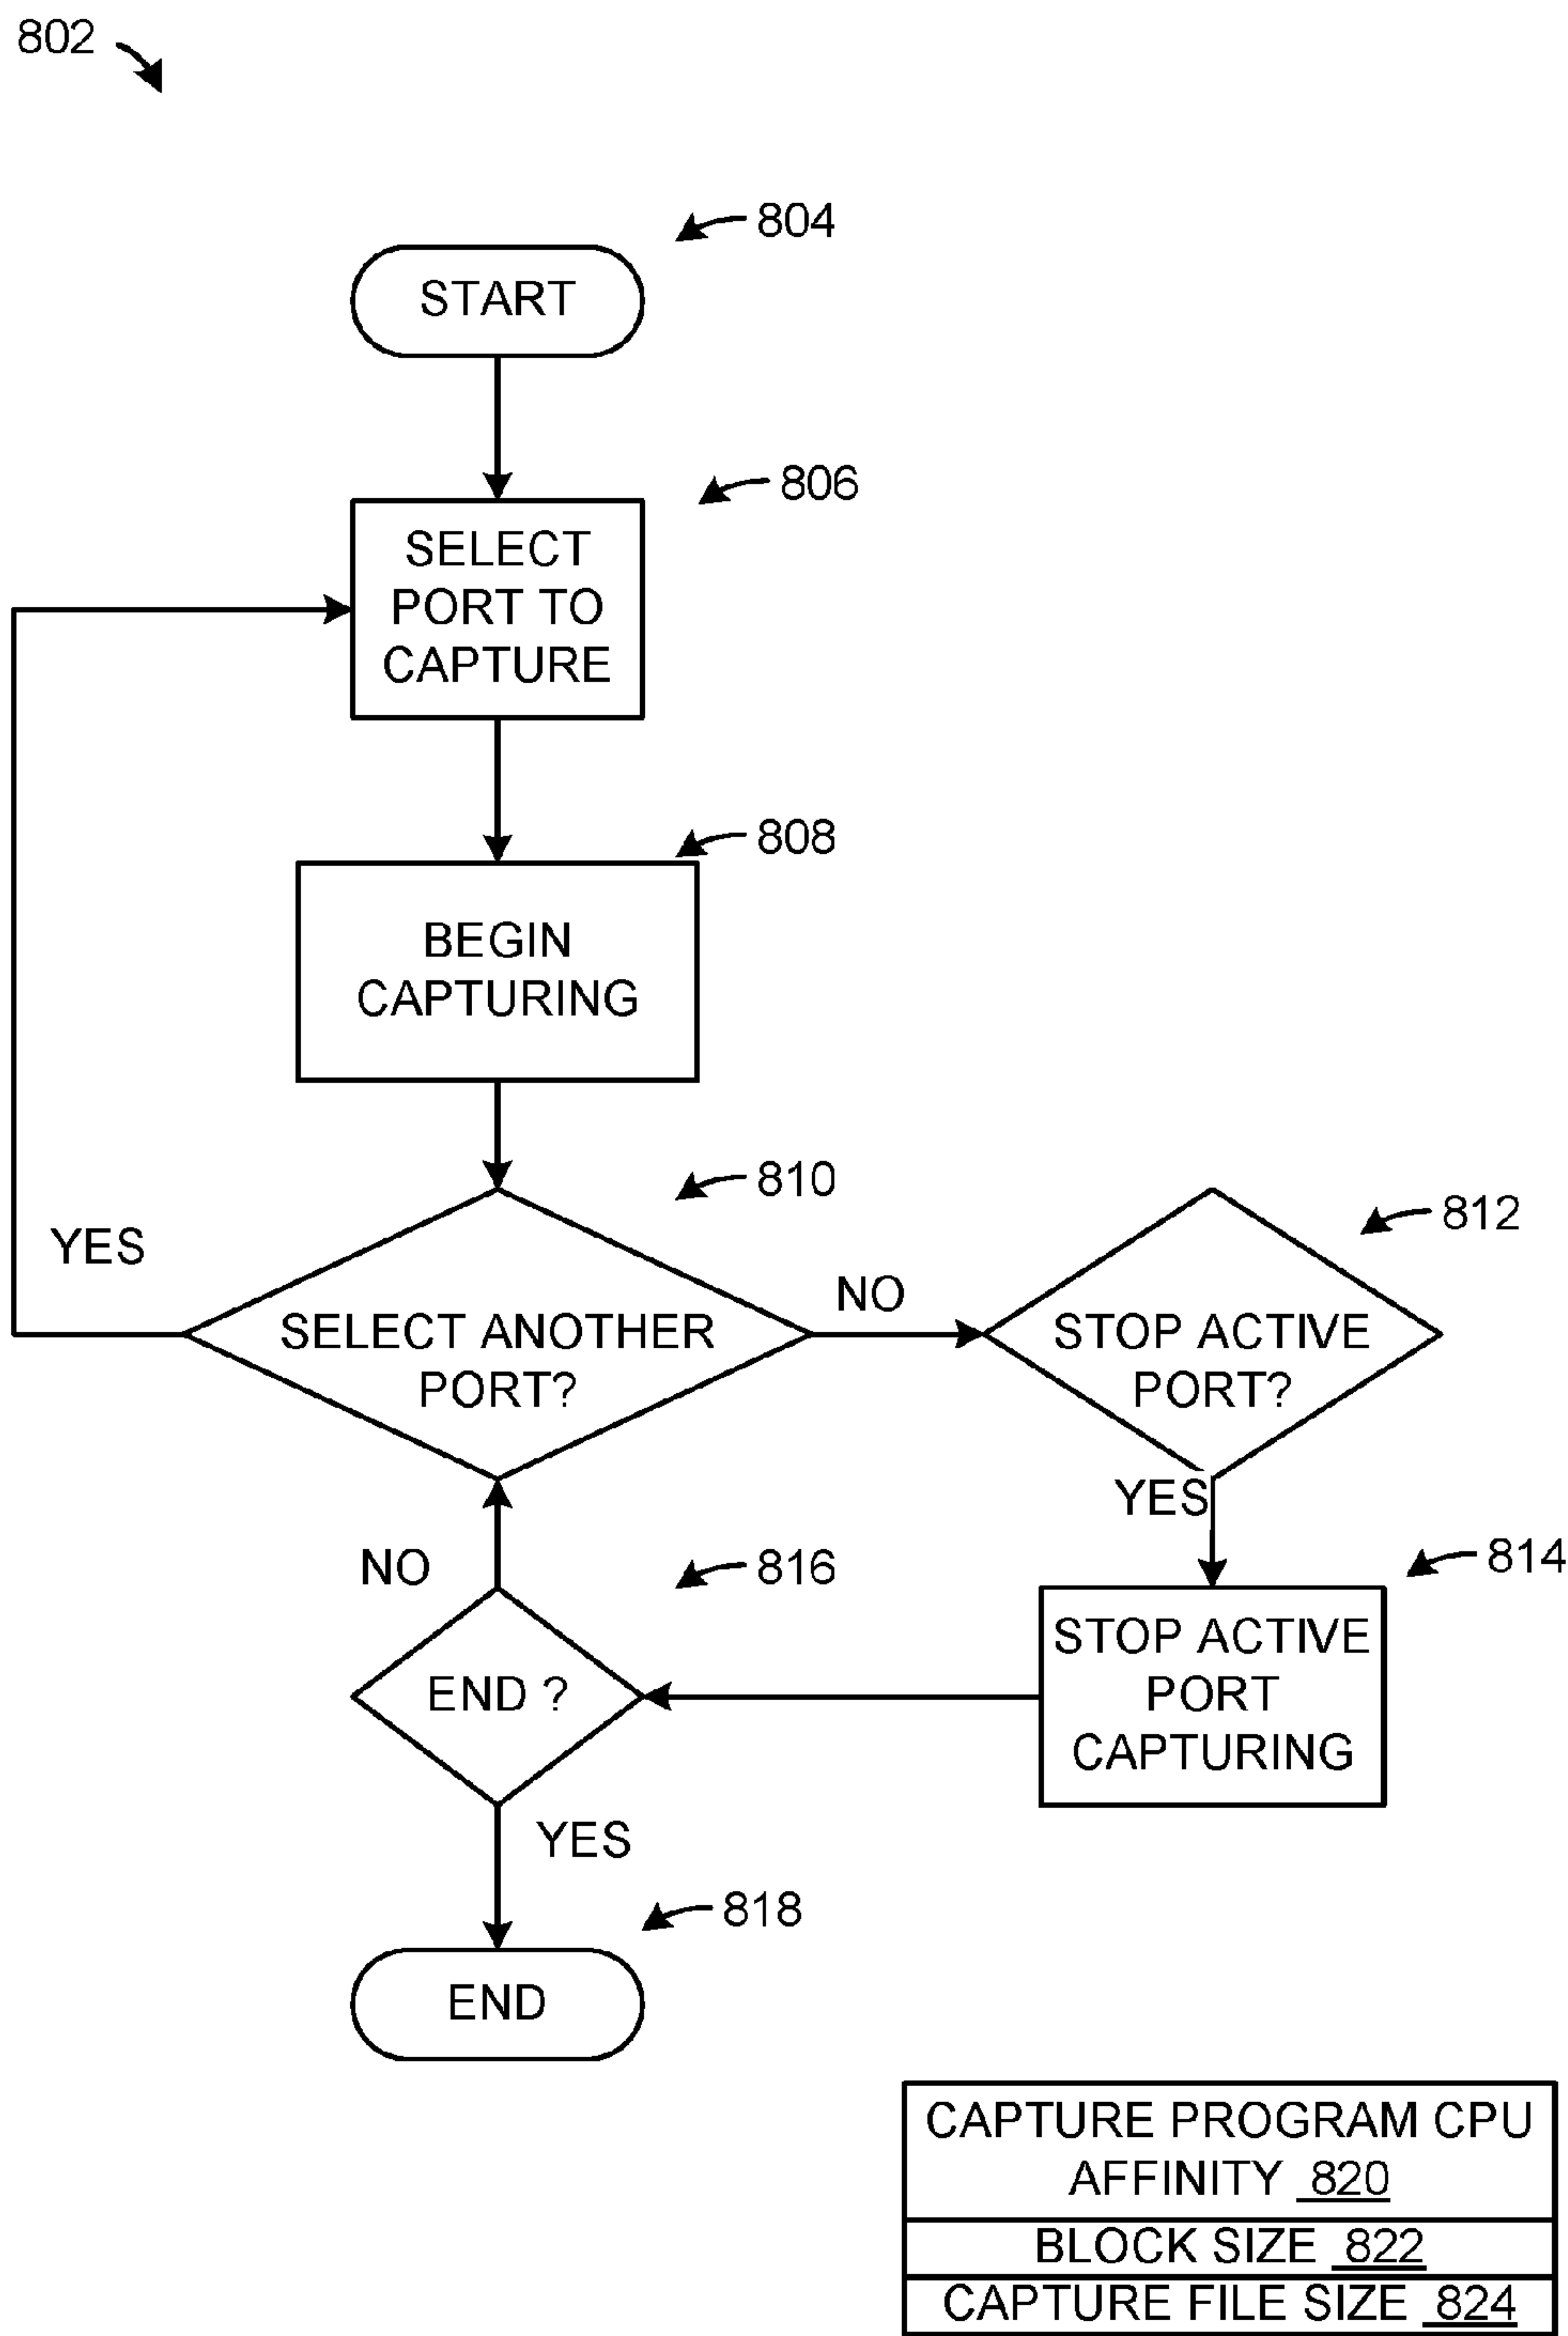 802
804
START
806
SELECT
PORT TO
CAPTURE
808
BEGIN
CAPTURING
810
812
YES
NO
SELECT ANOTHER
PORT?
STOP ACTIVE
PORT?
YES
NO
816
814
STOP ACTIVE
PORT
CAPTURING
END ?
YES
818
END
CAPTURE PROGRAM CPU
AFFINITY 820
BLOCK SIZE 822
CAPTURE FILE SIZE 824